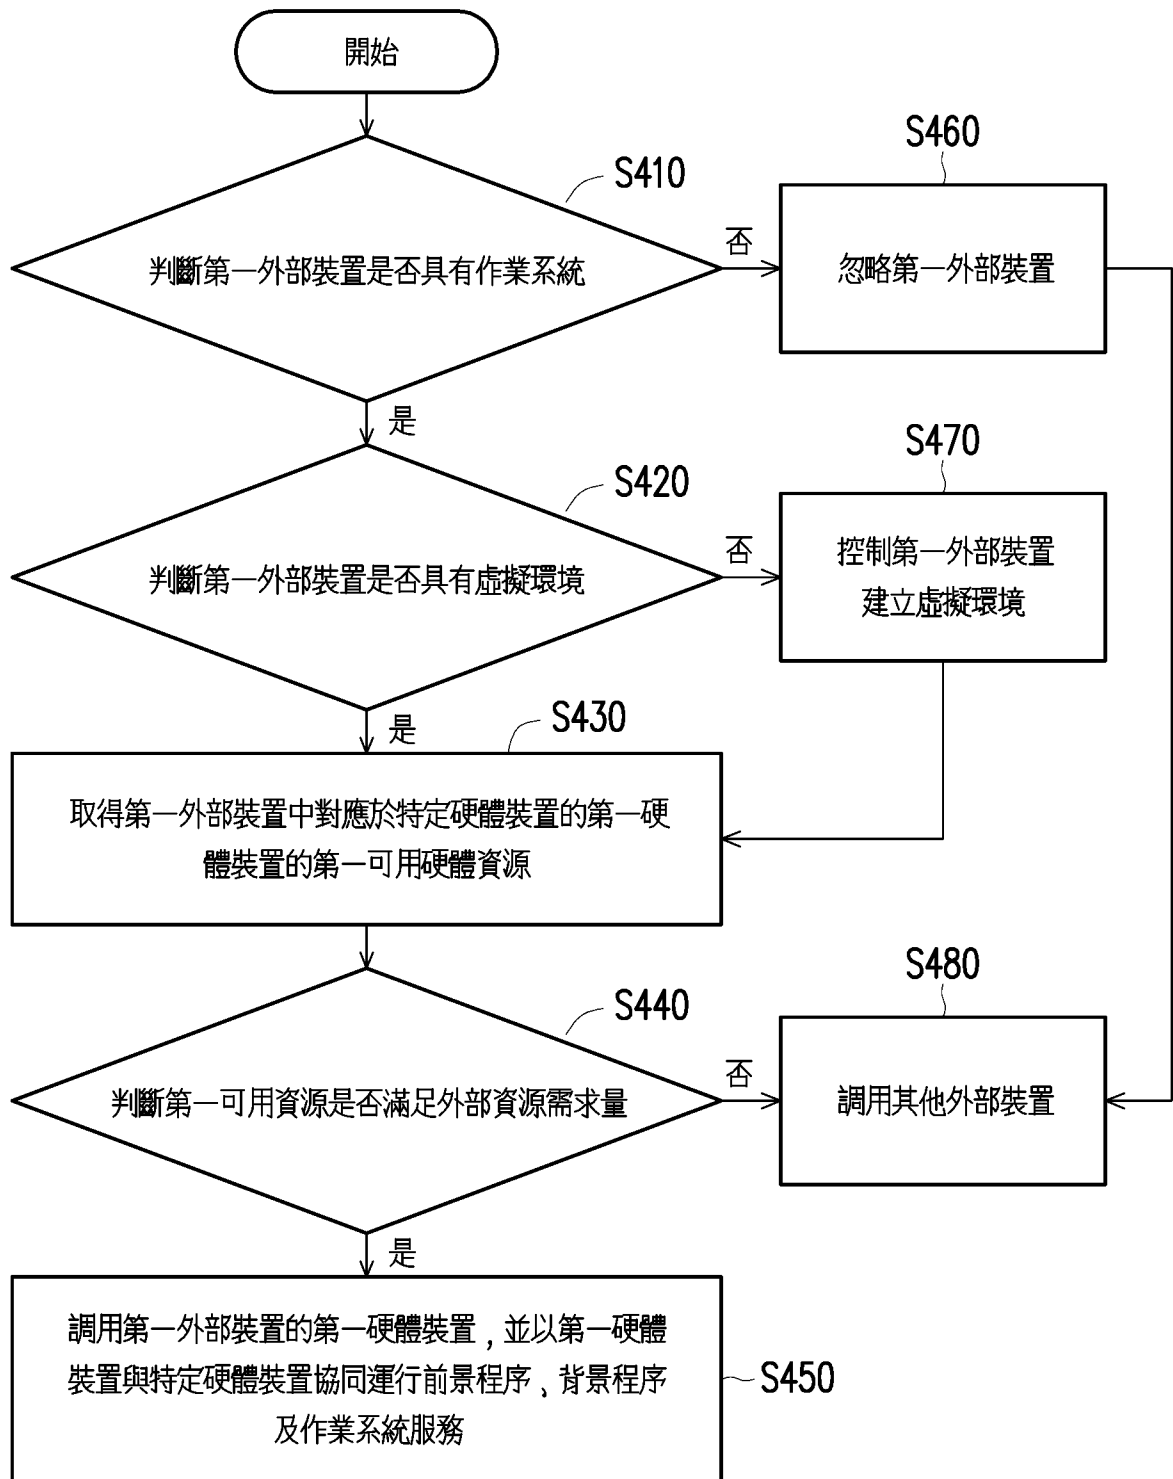 開始
S410
判斷第一外部裝置是否具有作業系統
否
S460
忽略第一外部裝置
是
S420
判斷第一外部裝置是否具有虛擬環境
否
S470
控制第一外部裝置
建立虛擬環境
是
S430
取得第一外部裝置中對應於特定硬體裝置的第一硬
體裝置的第一可用硬體資源
S440
判斷第一可用資源是否滿足外部資源需求量
否
S480
調用其他外部裝置
是
調用第一外部裝置的第一硬體裝置，並以第一硬體
裝置與特定硬體裝置協同運行前景程序、背景程序
及作業系統服務
S450